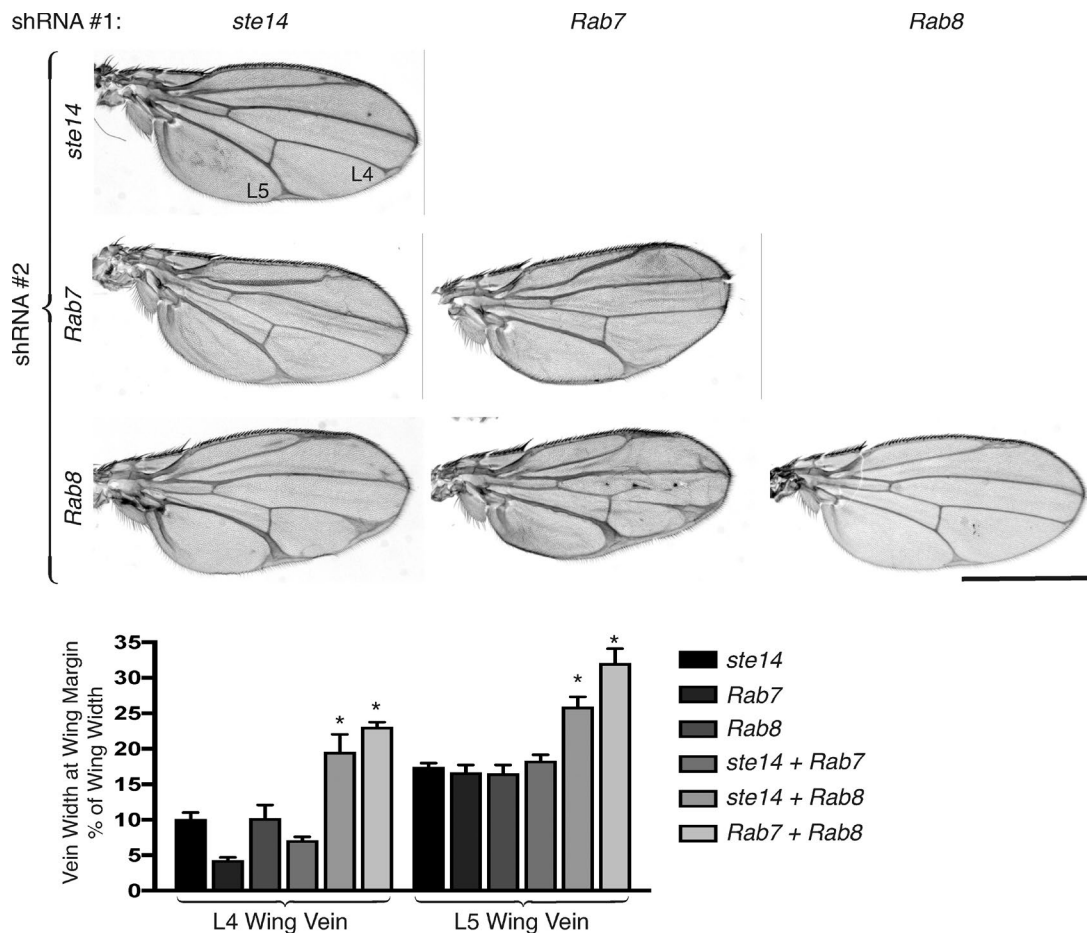 shRNA #1: ste14 Rab7 Rab8
shRNA #2
ste14
L5 L4
Rab7
Rab8
Vein Width at Wing Margin
% of Wing Width
35
30
25
20
15
10
5
0
* * * *
L4 Wing Vein L5 Wing Vein
ste14
Rab7
Rab8
ste14 + Rab7
ste14 + Rab8
Rab7 + Rab8